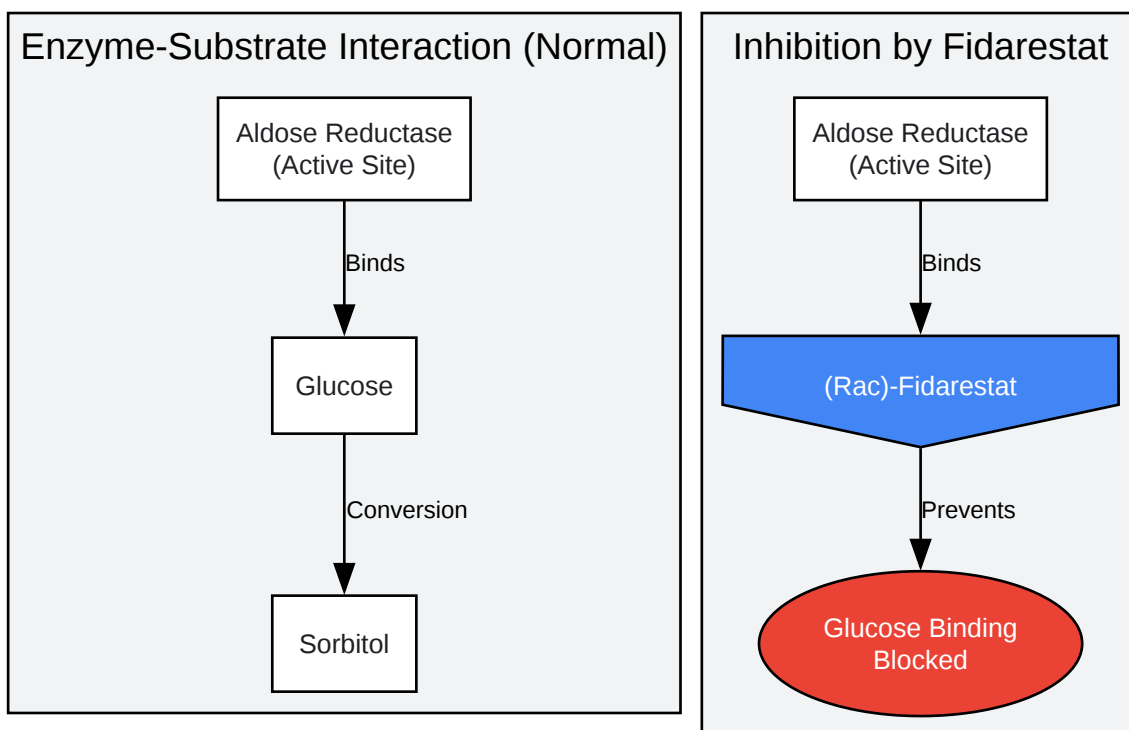 Enzyme-Substrate Interaction (Normal)
Aldose Reductase
(Active Site)
Binds
Glucose
Conversion
Sorbitol
Inhibition by Fidarestat
Aldose Reductase
(Active Site)
Binds
(Rac)-Fidarestat
Prevents
Glucose Binding
Blocked